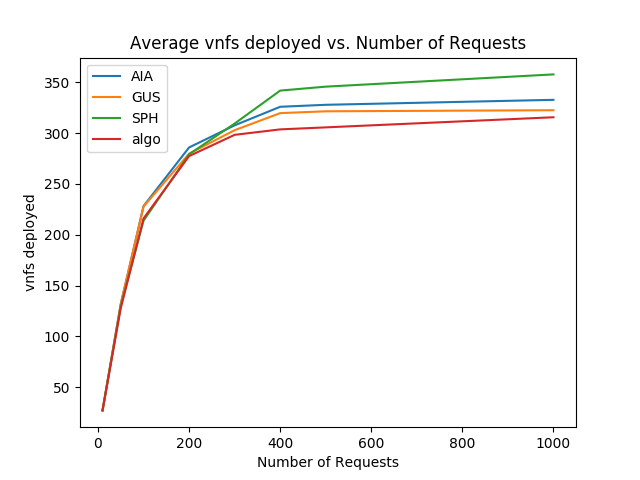 Average vnfs deployed vs. Number of Requests
AIA
GUS
SPH
algo
vnfs deployed
350
300
250
200
150
100
50
0
200
400
600
800
1000
Number of Requests